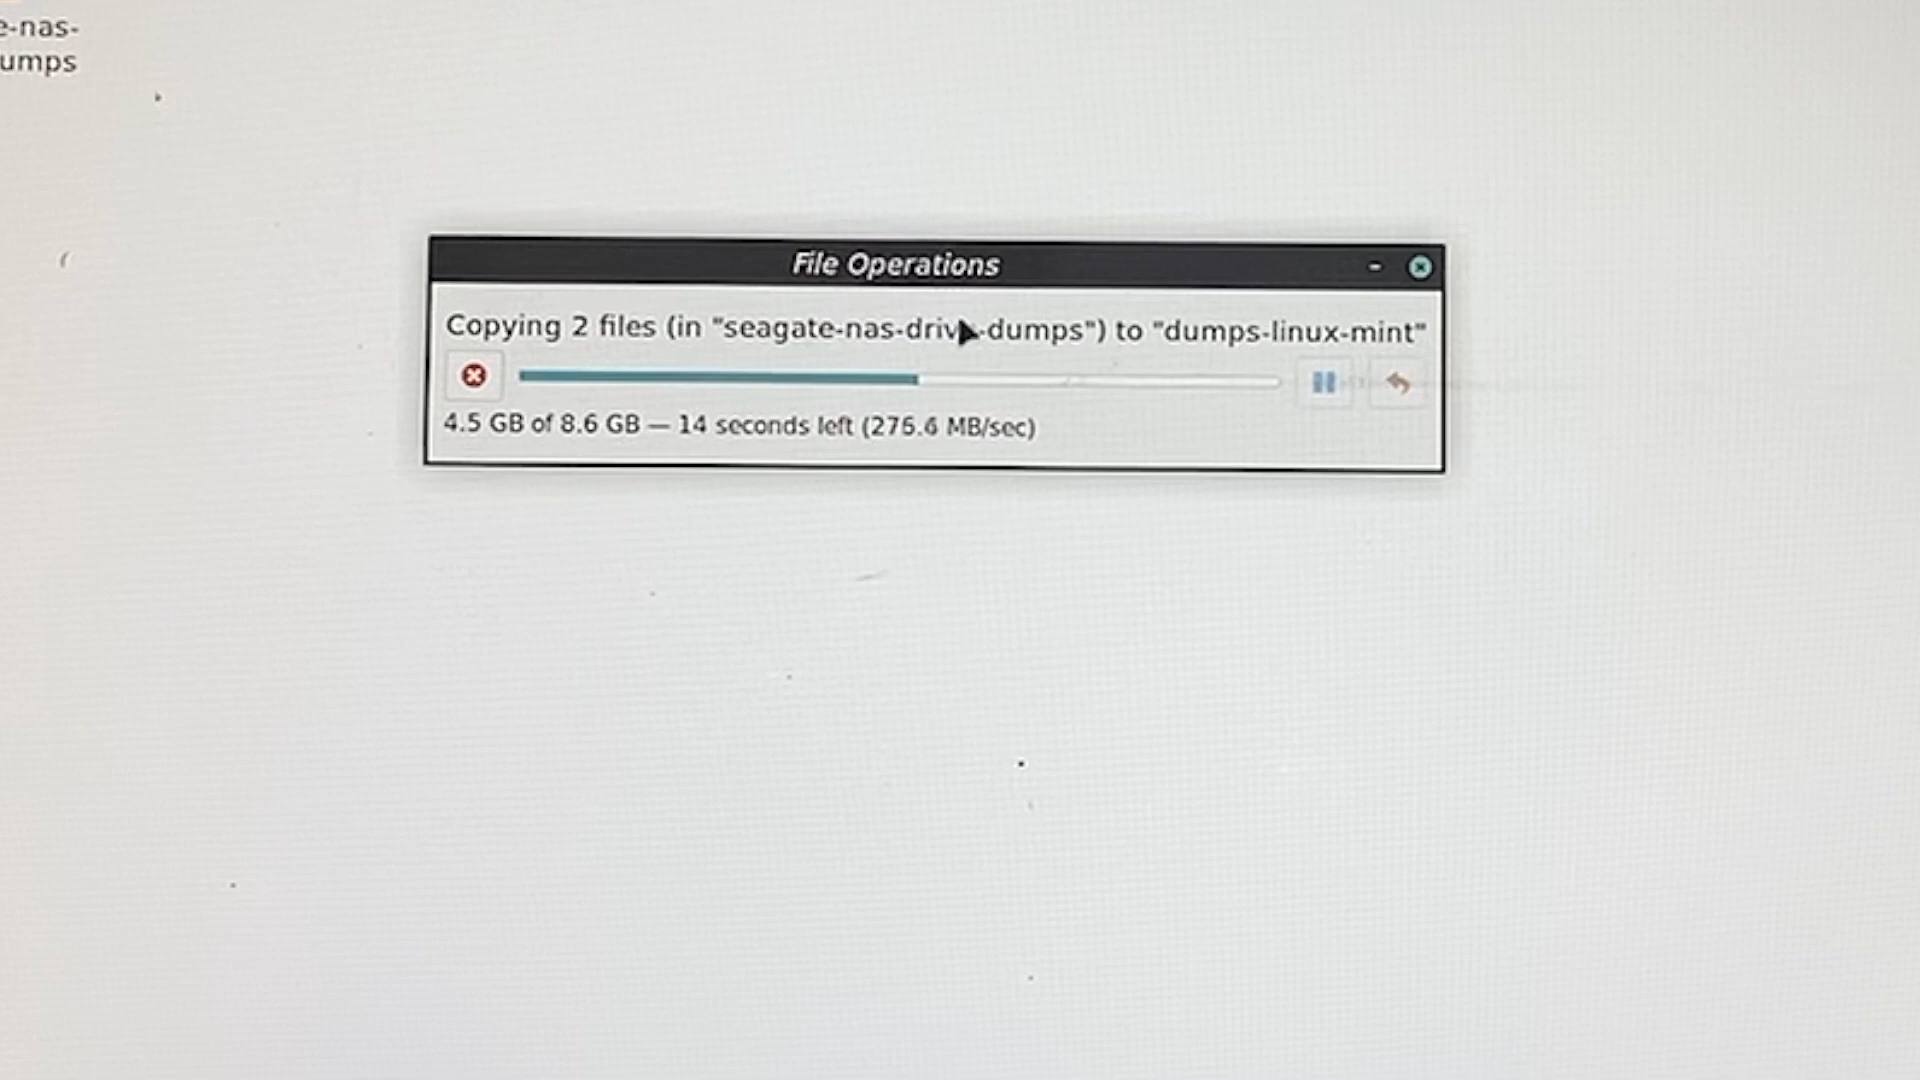 e-nas-
umps
File Operations
Copying 2 files (in "seagate-nas-drive-dumps") to "dumps-linux-mint"
4.5 GB of 8.6 GB — 14 seconds left (276.6 MB/sec)